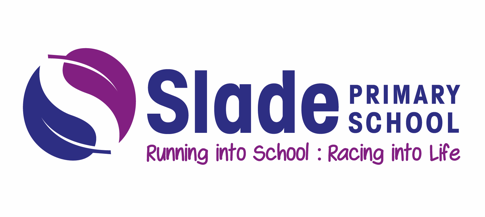 Slade PRIMARY SCHOOL
Running into School : Racing into Life